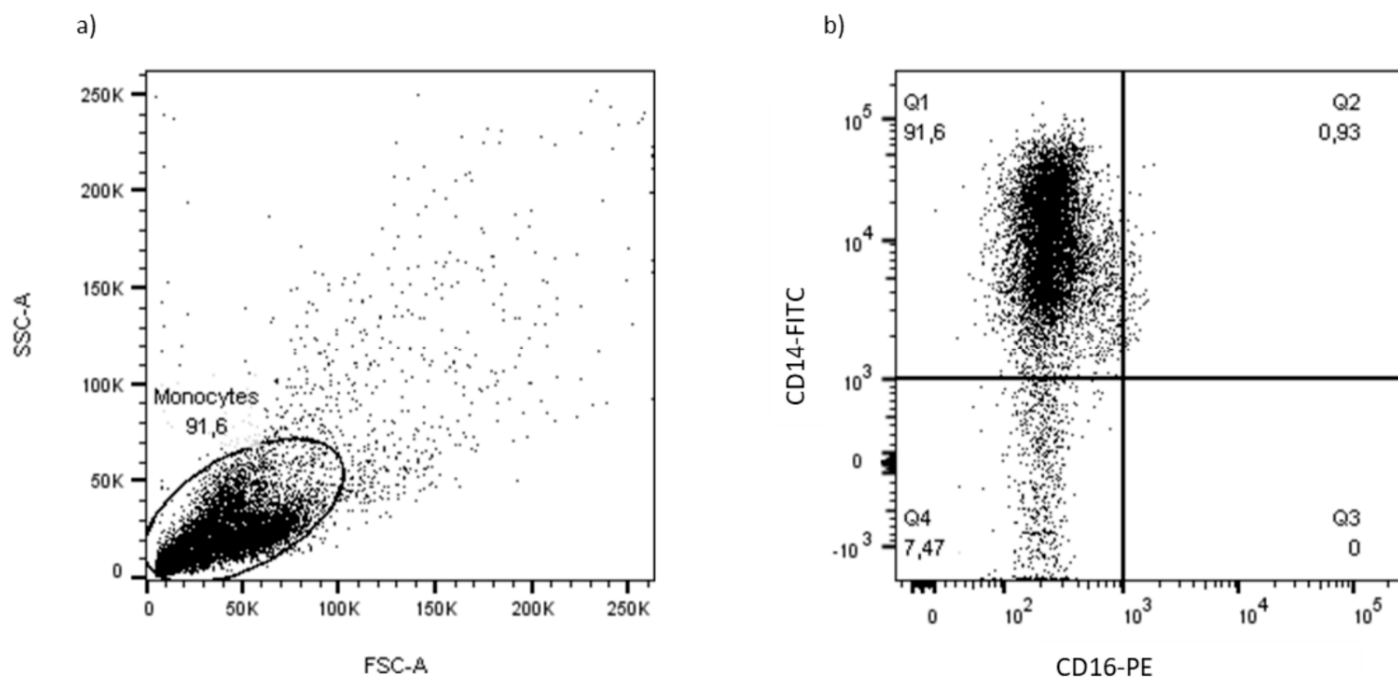 a)
250K
200K
SSC-A
150K
100K
Monocytes
91,6
50K
0
0 50K 100K 150K 200K 250K
FSC-A
b)
Q1
91,6
Q2
0,93
10^5
10^4
CD14-FITC
10^3
0
Q4
7,47
Q3
0
-10^3
0 10^2 10^3 10^4 10^5
CD16-PE